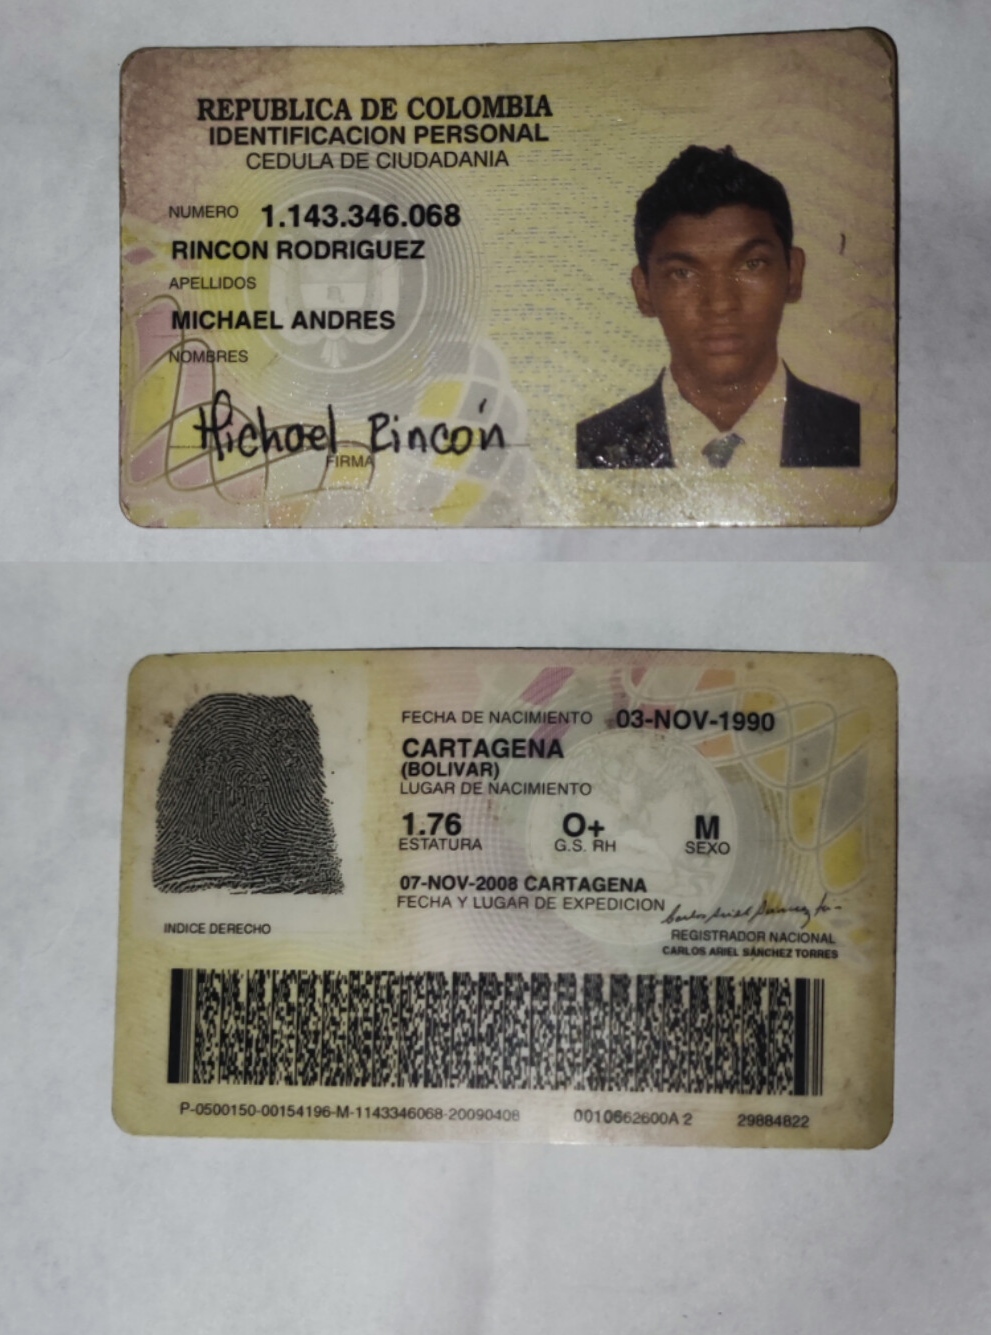 REPUBLICA DE COLOMBIA
IDENTIFICACION PERSONAL
CEDULA DE CIUDADANIA
NUMERO 1.143.346.068
RINCON RODRIGUEZ
APELLIDOS
MICHAEL ANDRES
NOMBRES
Michael Rincón
FIRMA
FECHA DE NACIMIENTO 03-NOV-1990
CARTAGENA
(BOLIVAR)
LUGAR DE NACIMIENTO
1.76 O+ M
ESTATURA G.S. RH SEXO
07-NOV-2008 CARTAGENA
FECHA Y LUGAR DE EXPEDICION
INDICE DERECHO
REGISTRADOR NACIONAL
CARLOS ARIEL SÁNCHEZ TORRES
P-0500150-00154196-M-1143346068-20090408 0010662600A 2 29884822